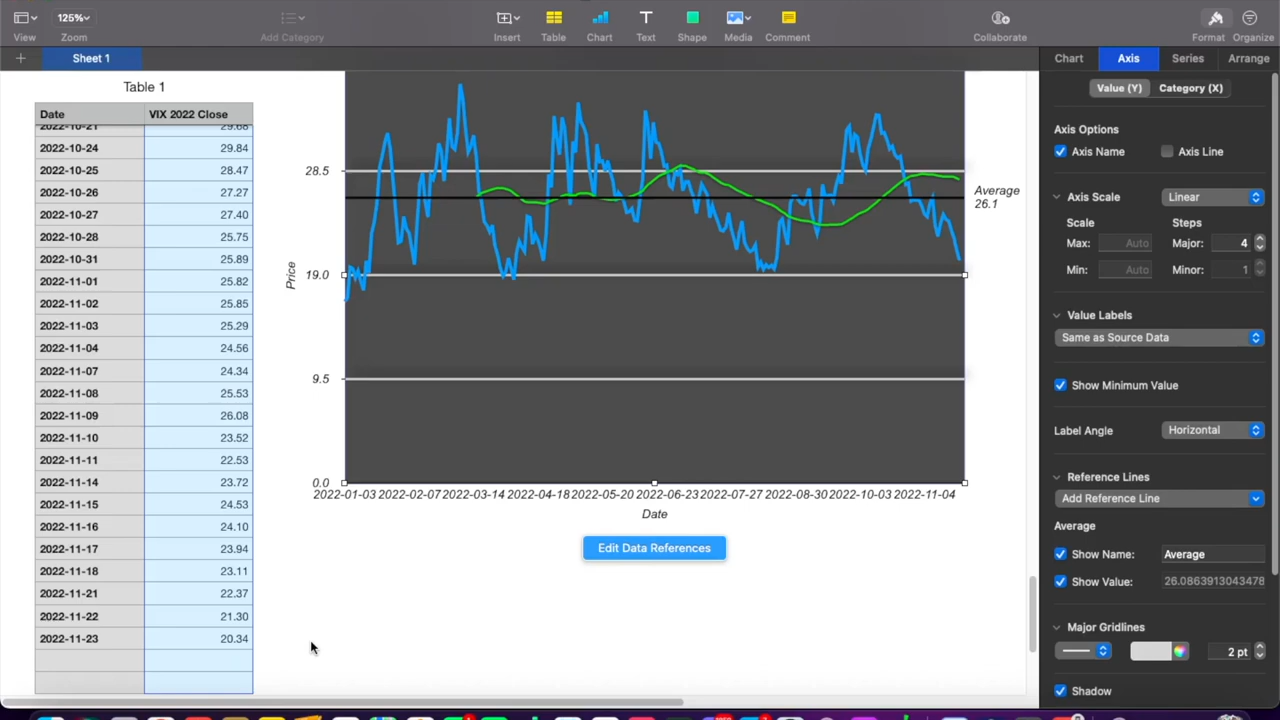 View
125%
Zoom
Add Category
Insert
Table
Chart
Text
Shape
Media
Comment
Collaborate
Format
Organize
Sheet 1
Table 1
Date VIX 2022 Close
2022-10-21 29.68
2022-10-24 29.84
2022-10-25 28.47
2022-10-26 27.27
2022-10-27 27.40
2022-10-28 25.75
2022-10-31 25.89
2022-11-01 25.82
2022-11-02 25.85
2022-11-03 25.29
2022-11-04 24.56
2022-11-07 24.34
2022-11-08 25.53
2022-11-09 26.08
2022-11-10 23.52
2022-11-11 22.53
2022-11-14 23.72
2022-11-15 24.53
2022-11-16 24.10
2022-11-17 23.94
2022-11-18 23.11
2022-11-21 22.37
2022-11-22 21.30
2022-11-23 20.34
Price
28.5
19.0
9.5
0.0
Average
26.1
2022-01-03 2022-02-07 2022-03-14 2022-04-18 2022-05-20 2022-06-23 2022-07-27 2022-08-30 2022-10-03 2022-11-04
Date
Edit Data References
Chart Axis Series Arrange
Value (Y) Category (X)
Axis Options
Axis Name Axis Line
Axis Scale Linear
Scale Steps
Max: Auto Major: 4
Min: Auto Minor: 1
Value Labels
Same as Source Data
Show Minimum Value
Label Angle Horizontal
Reference Lines
Add Reference Line
Average
Show Name: Average
Show Value: 26.0863913043478
Major Gridlines
2 pt
Shadow